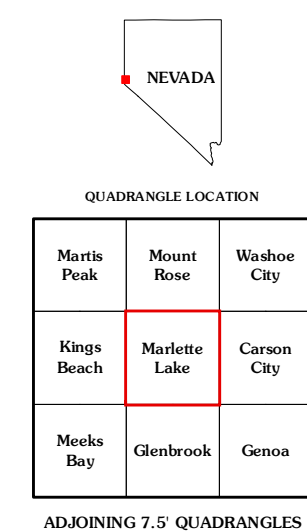 NEVADA
QUADRANGLE LOCATION
Martis
Peak
Mount
Rose
Washoe
City
Kings
Beach
Marlette
Lake
Carson
City
Meeks
Bay
Glenbrook
Genoa
ADJOINING 7.5' QUADRANGLES